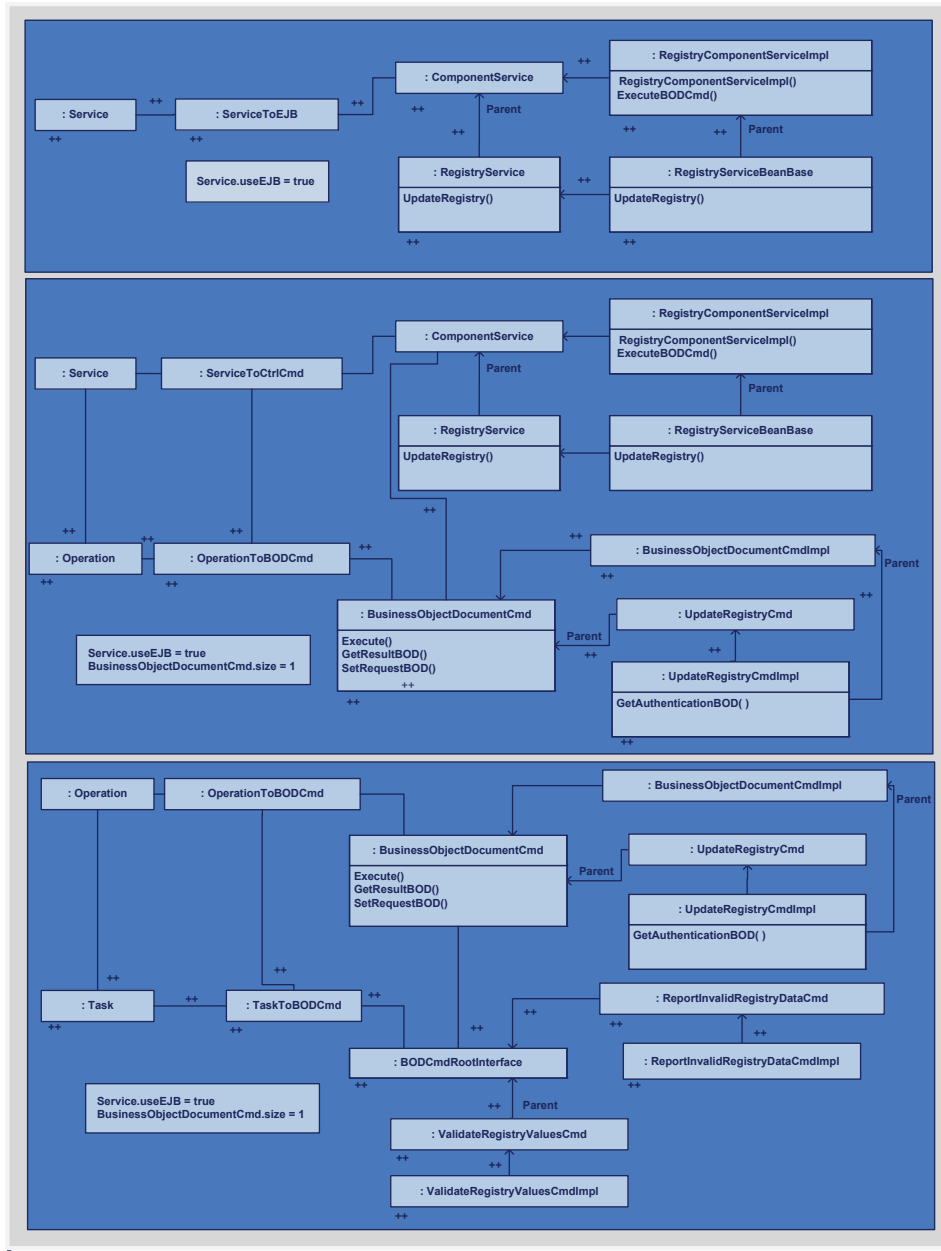 : RegistryComponentServiceImpl
++
: ComponentService
RegistryComponentServiceImpl()
ExecuteBODCmd()
++
++
++
Parent
: Service
: ServiceToEJB
++
++
++
++
++
Parent
Service.useEJB = true
: RegistryService
++
: RegistryServiceBeanBase
UpdateRegistry()
UpdateRegistry()
++
++
: RegistryComponentServiceImpl
: ComponentService
RegistryComponentServiceImpl()
ExecuteBODCmd()
Parent
: Service
: ServiceToCtrlCmd
Parent
: RegistryService
: RegistryServiceBeanBase
UpdateRegistry()
UpdateRegistry()
++
++
++
++
++
++
: Operation
: OperationToBODCmd
: BusinessObjectDocumentCmdImpl
Parent
++
++
++
++
: BusinessObjectDocumentCmd
: UpdateRegistryCmd
Execute()
GetResultBOD()
SetRequestBOD()
Parent
++
++
Service.useEJB = true
BusinessObjectDocumentCmd.size = 1
: UpdateRegistryCmdImpl
++
++
GetAuthenticationBOD( )
++
: Operation
: OperationToBODCmd
: BusinessObjectDocumentCmdImpl
Parent
: BusinessObjectDocumentCmd
: UpdateRegistryCmd
Execute()
GetResultBOD()
SetRequestBOD()
Parent
: UpdateRegistryCmdImpl
GetAuthenticationBOD( )
++
++
++
++
: Task
: TaskToBODCmd
: ReportInvalidRegistryDataCmd
++
++
++
++
++
++
: BODCmdRootInterface
: ReportInvalidRegistryDataCmdImpl
++
++
Service.useEJB = true
BusinessObjectDocumentCmd.size = 1
++
Parent
: ValidateRegistryValuesCmd
++
++
: ValidateRegistryValuesCmdImpl
++